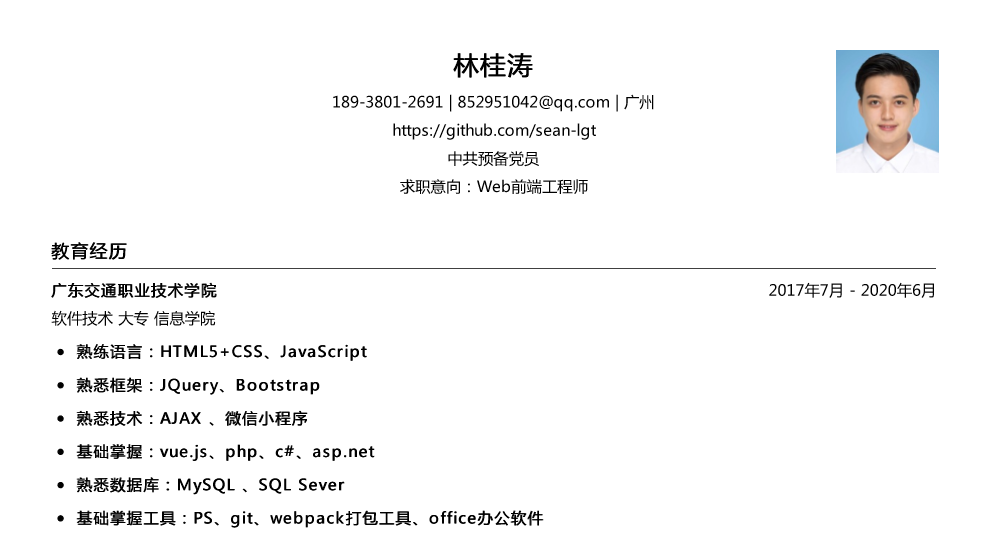 林桂涛
189-3801-2691 | 852951042@qq.com | 广州
https://github.com/sean-lgt
中共预备党员
求职意向：Web前端工程师
教育经历
广东交通职业技术学院 2017年7月 - 2020年6月
软件技术 大专 信息学院
• 熟练语言：HTML5+CSS、JavaScript
• 熟悉框架：JQuery、Bootstrap
• 熟悉技术：AJAX 、微信小程序
• 基础掌握：vue.js、php、c#、asp.net
• 熟悉数据库：MySQL 、SQL Sever
• 基础掌握工具：PS、git、webpack打包工具、office办公软件